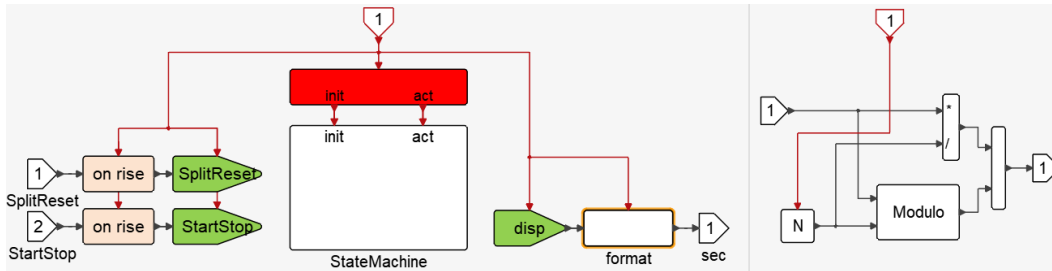 1
init act
init act
1
on rise
SplitReset
SplitReset
2
on rise
StartStop
StartStop
StateMachine
disp
format
1
sec
1
1
*
/
N
Modulo
1